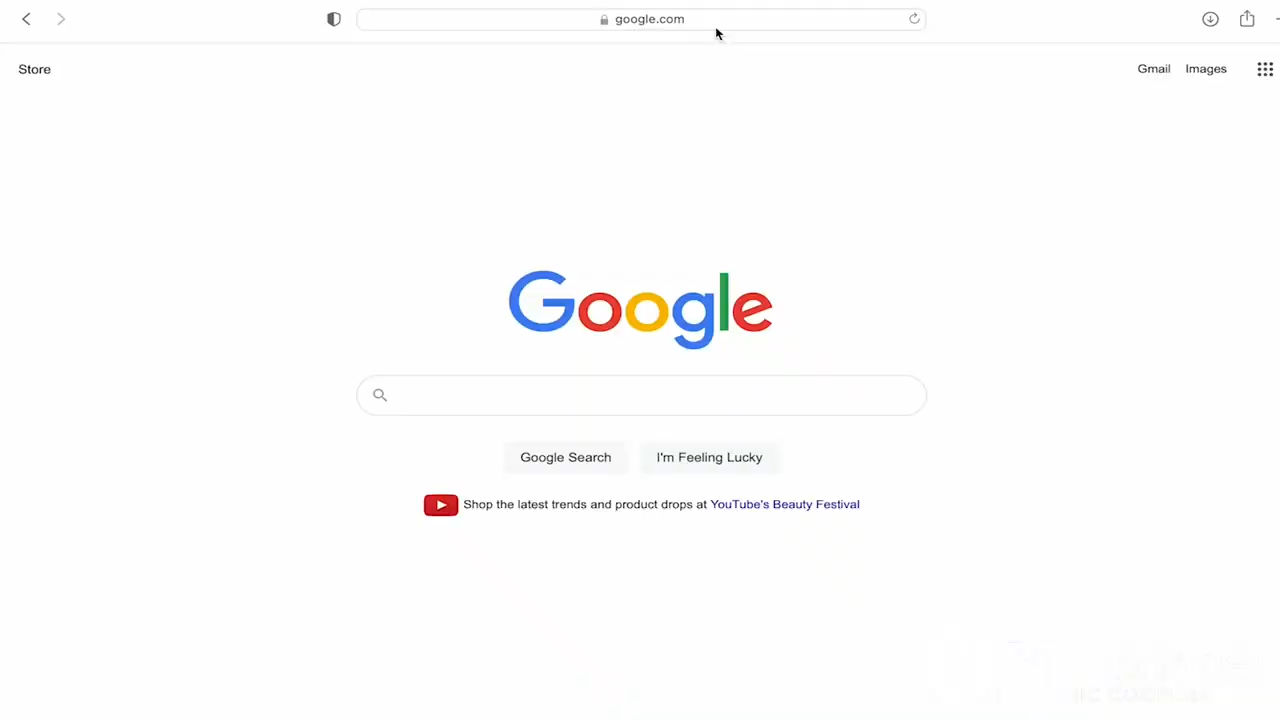 google.com
Store
Gmail Images
Google
Google Search
I'm Feeling Lucky
Shop the latest trends and product drops at YouTube's Beauty Festival